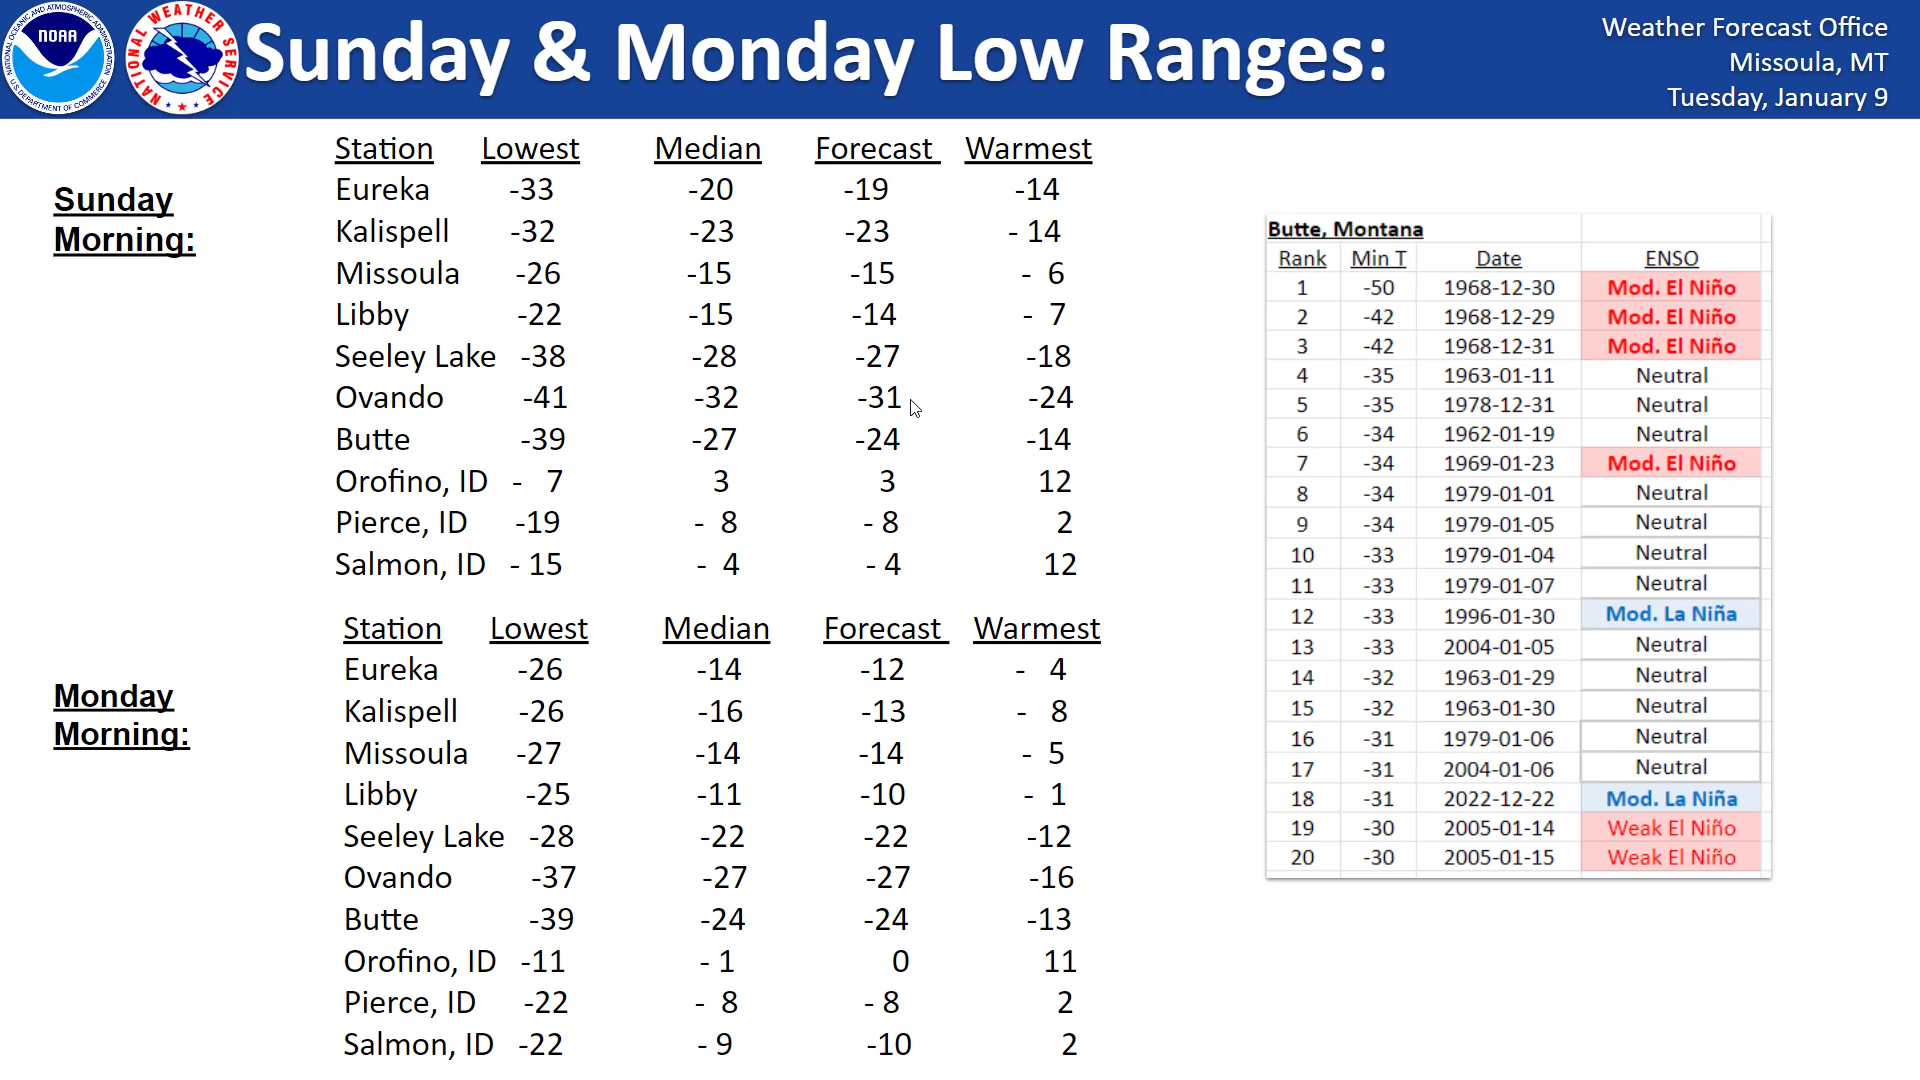 NATIONAL OCEANIC AND ATMOSPHERIC ADMINISTRATION
NOAA
U.S. DEPARTMENT OF COMMERCE
NATIONAL WEATHER SERVICE
Sunday & Monday Low Ranges:
Weather Forecast Office
Missoula, MT
Tuesday, January 9
Sunday
Morning:
Station Lowest Median Forecast Warmest
Eureka -33 -20 -19 -14
Kalispell -32 -23 -23 - 14
Missoula -26 -15 -15 - 6
Libby -22 -15 -14 - 7
Seeley Lake -38 -28 -27 -18
Ovando -41 -32 -31 -24
Butte -39 -27 -24 -14
Orofino, ID - 7 3 3 12
Pierce, ID -19 - 8 - 8 2
Salmon, ID - 15 - 4 - 4 12
Monday
Morning:
Station Lowest Median Forecast Warmest
Eureka -26 -14 -12 - 4
Kalispell -26 -16 -13 - 8
Missoula -27 -14 -14 - 5
Libby -25 -11 -10 - 1
Seeley Lake -28 -22 -22 -12
Ovando -37 -27 -27 -16
Butte -39 -24 -24 -13
Orofino, ID -11 - 1 0 11
Pierce, ID -22 - 8 - 8 2
Salmon, ID -22 - 9 -10 2
Butte, Montana
Rank Min T Date ENSO
1 -50 1968-12-30 Mod. El Niño
2 -42 1968-12-29 Mod. El Niño
3 -42 1968-12-31 Mod. El Niño
4 -35 1963-01-11 Neutral
5 -35 1978-12-31 Neutral
6 -34 1962-01-19 Neutral
7 -34 1969-01-23 Mod. El Niño
8 -34 1979-01-01 Neutral
9 -34 1979-01-05 Neutral
10 -33 1979-01-04 Neutral
11 -33 1979-01-07 Neutral
12 -33 1996-01-30 Mod. La Niña
13 -33 2004-01-05 Neutral
14 -32 1963-01-29 Neutral
15 -32 1963-01-30 Neutral
16 -31 1979-01-06 Neutral
17 -31 2004-01-06 Neutral
18 -31 2022-12-22 Mod. La Niña
19 -30 2005-01-14 Weak El Niño
20 -30 2005-01-15 Weak El Niño